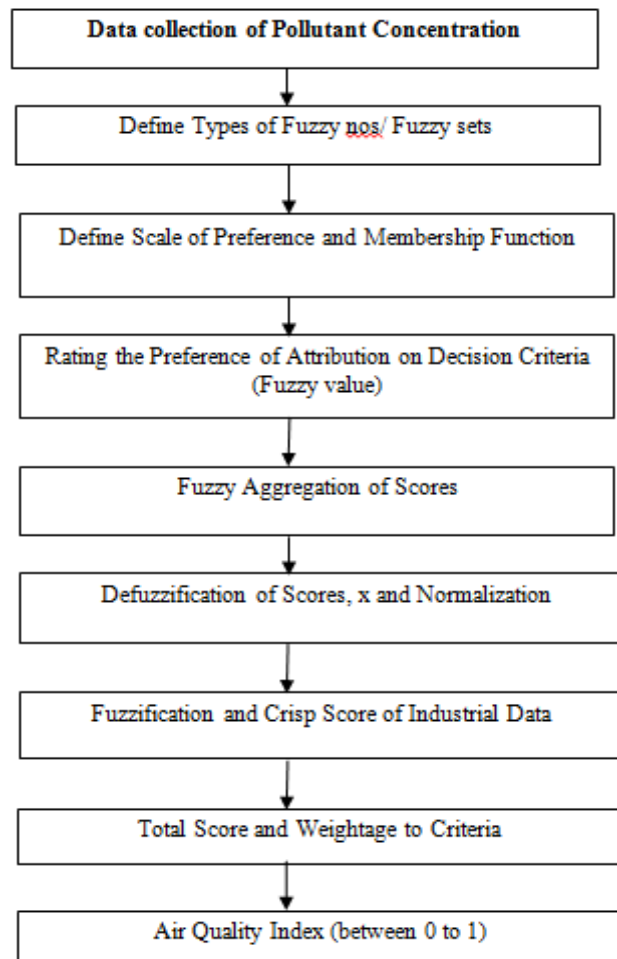 Data collection of Pollutant Concentration
Define Types of Fuzzy nos/ Fuzzy sets
Define Scale of Preference and Membership Function
Rating the Preference of Attribution on Decision Criteria
(Fuzzy value)
Fuzzy Aggregation of Scores
Defuzzification of Scores, x and Normalization
Fuzzification and Crisp Score of Industrial Data
Total Score and Weightage to Criteria
Air Quality Index (between 0 to 1)